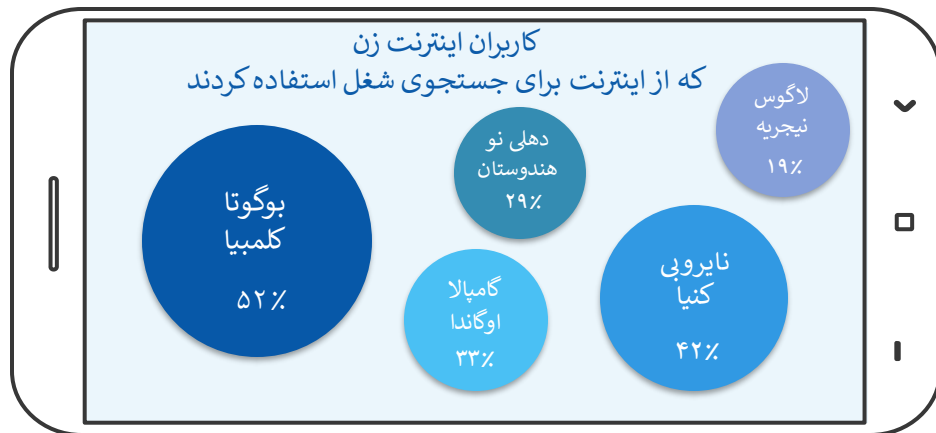 کاربران اینترنت زن
که از اینترنت برای جستجوی شغل استفاده کردند
لاگوس
نیجریه
۱۹٪
دهلی نو
هندوستان
۲۹٪
بوگوتا
کلمبیا
۵۲٪
نایروبی
کنیا
۴۲٪
گامپالا
اوگاندا
۳۳٪